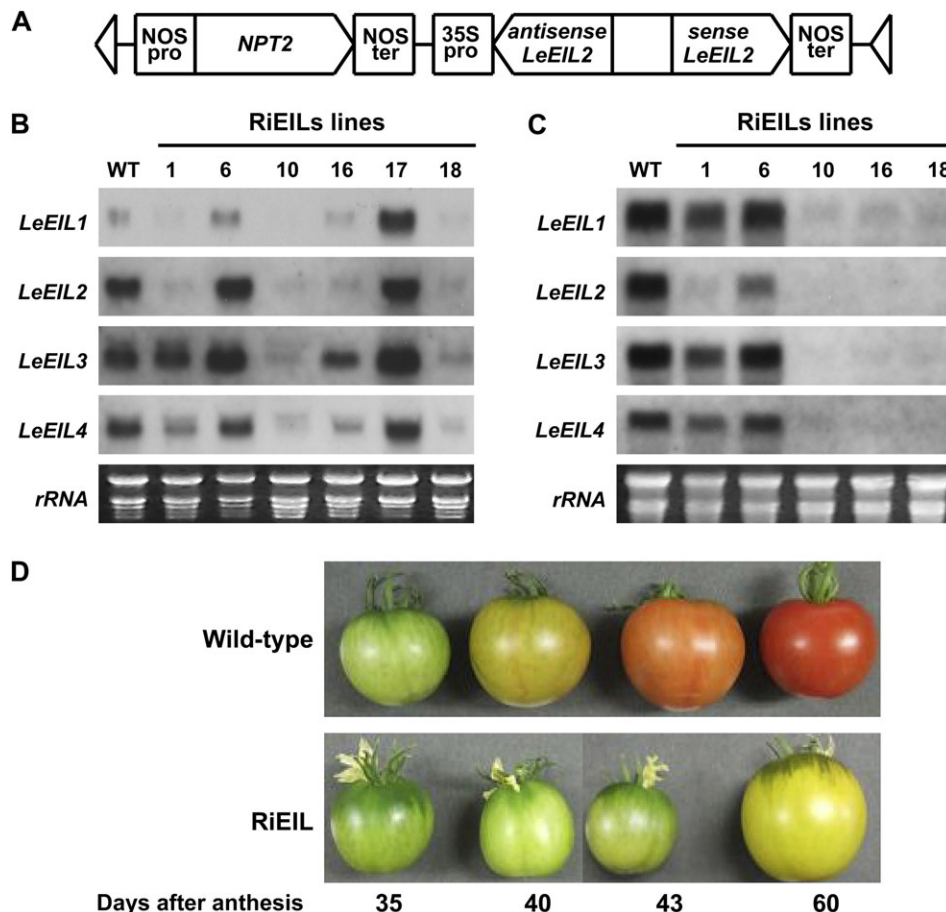 A
NOS pro
NPT2
NOS ter
35S pro
antisense LeEIL2
sense LeEIL2
NOS ter
B
RiEILs lines
WT 1 6 10 16 17 18
LeEIL1
LeEIL2
LeEIL3
LeEIL4
rRNA
C
RiEILs lines
WT 1 6 10 16 18
LeEIL1
LeEIL2
LeEIL3
LeEIL4
rRNA
D
Wild-type
RiEIL
Days after anthesis 35 40 43 60